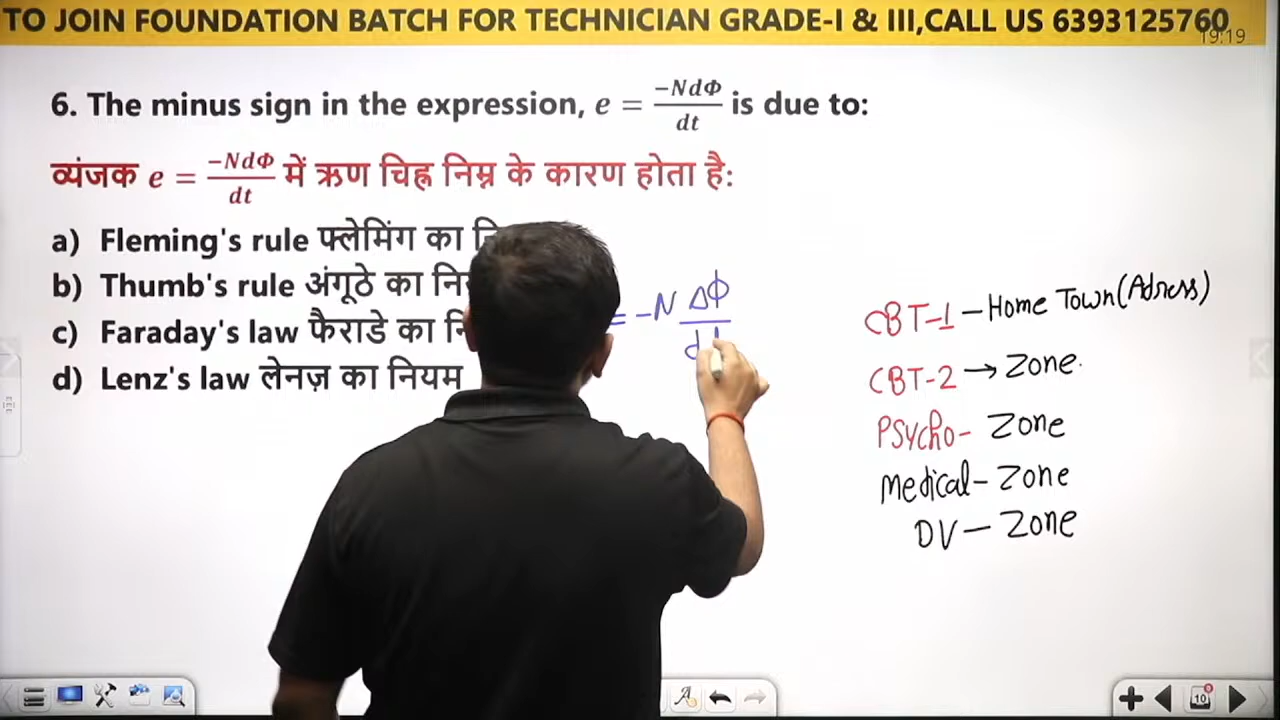 TO JOIN FOUNDATION BATCH FOR TECHNICIAN GRADE-I & III,CALL US 6393125760
19:19
6. The minus sign in the expression, e = −NdΦ/dt is due to:
व्यंजक e = −NdΦ/dt में ऋण चिह्न निम्न के कारण होता है:
a) Fleming's rule फ्लेमिंग का
b) Thumb's rule अंगूठे का
c) Faraday's law फैराडे का
d) Lenz's law लेनज़ का नियम
= -N ΔΦ
CBT-1 - Home Town (Adress)
CBT-2 → Zone
Psycho - Zone
Medical - Zone
DV - Zone
10